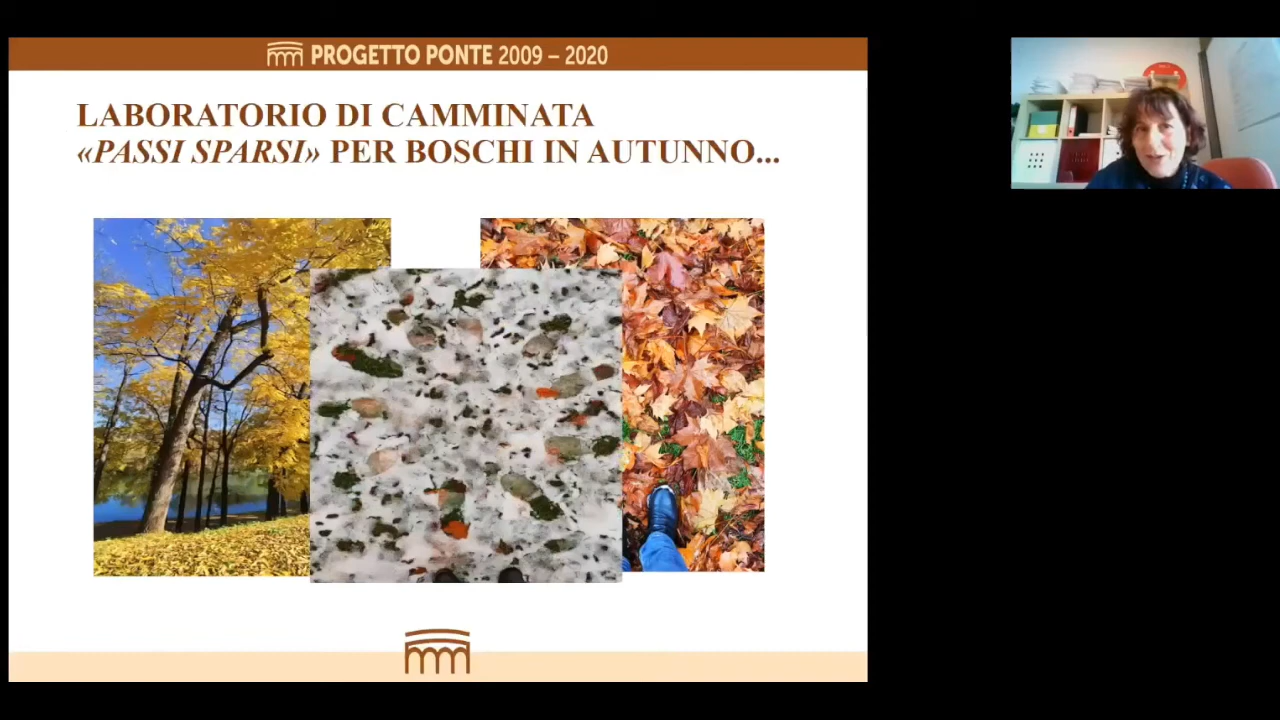 PROGETTO PONTE 2009 – 2020
LABORATORIO DI CAMMINATA
«PASSI SPARSI» PER BOSCHI IN AUTUNNO...